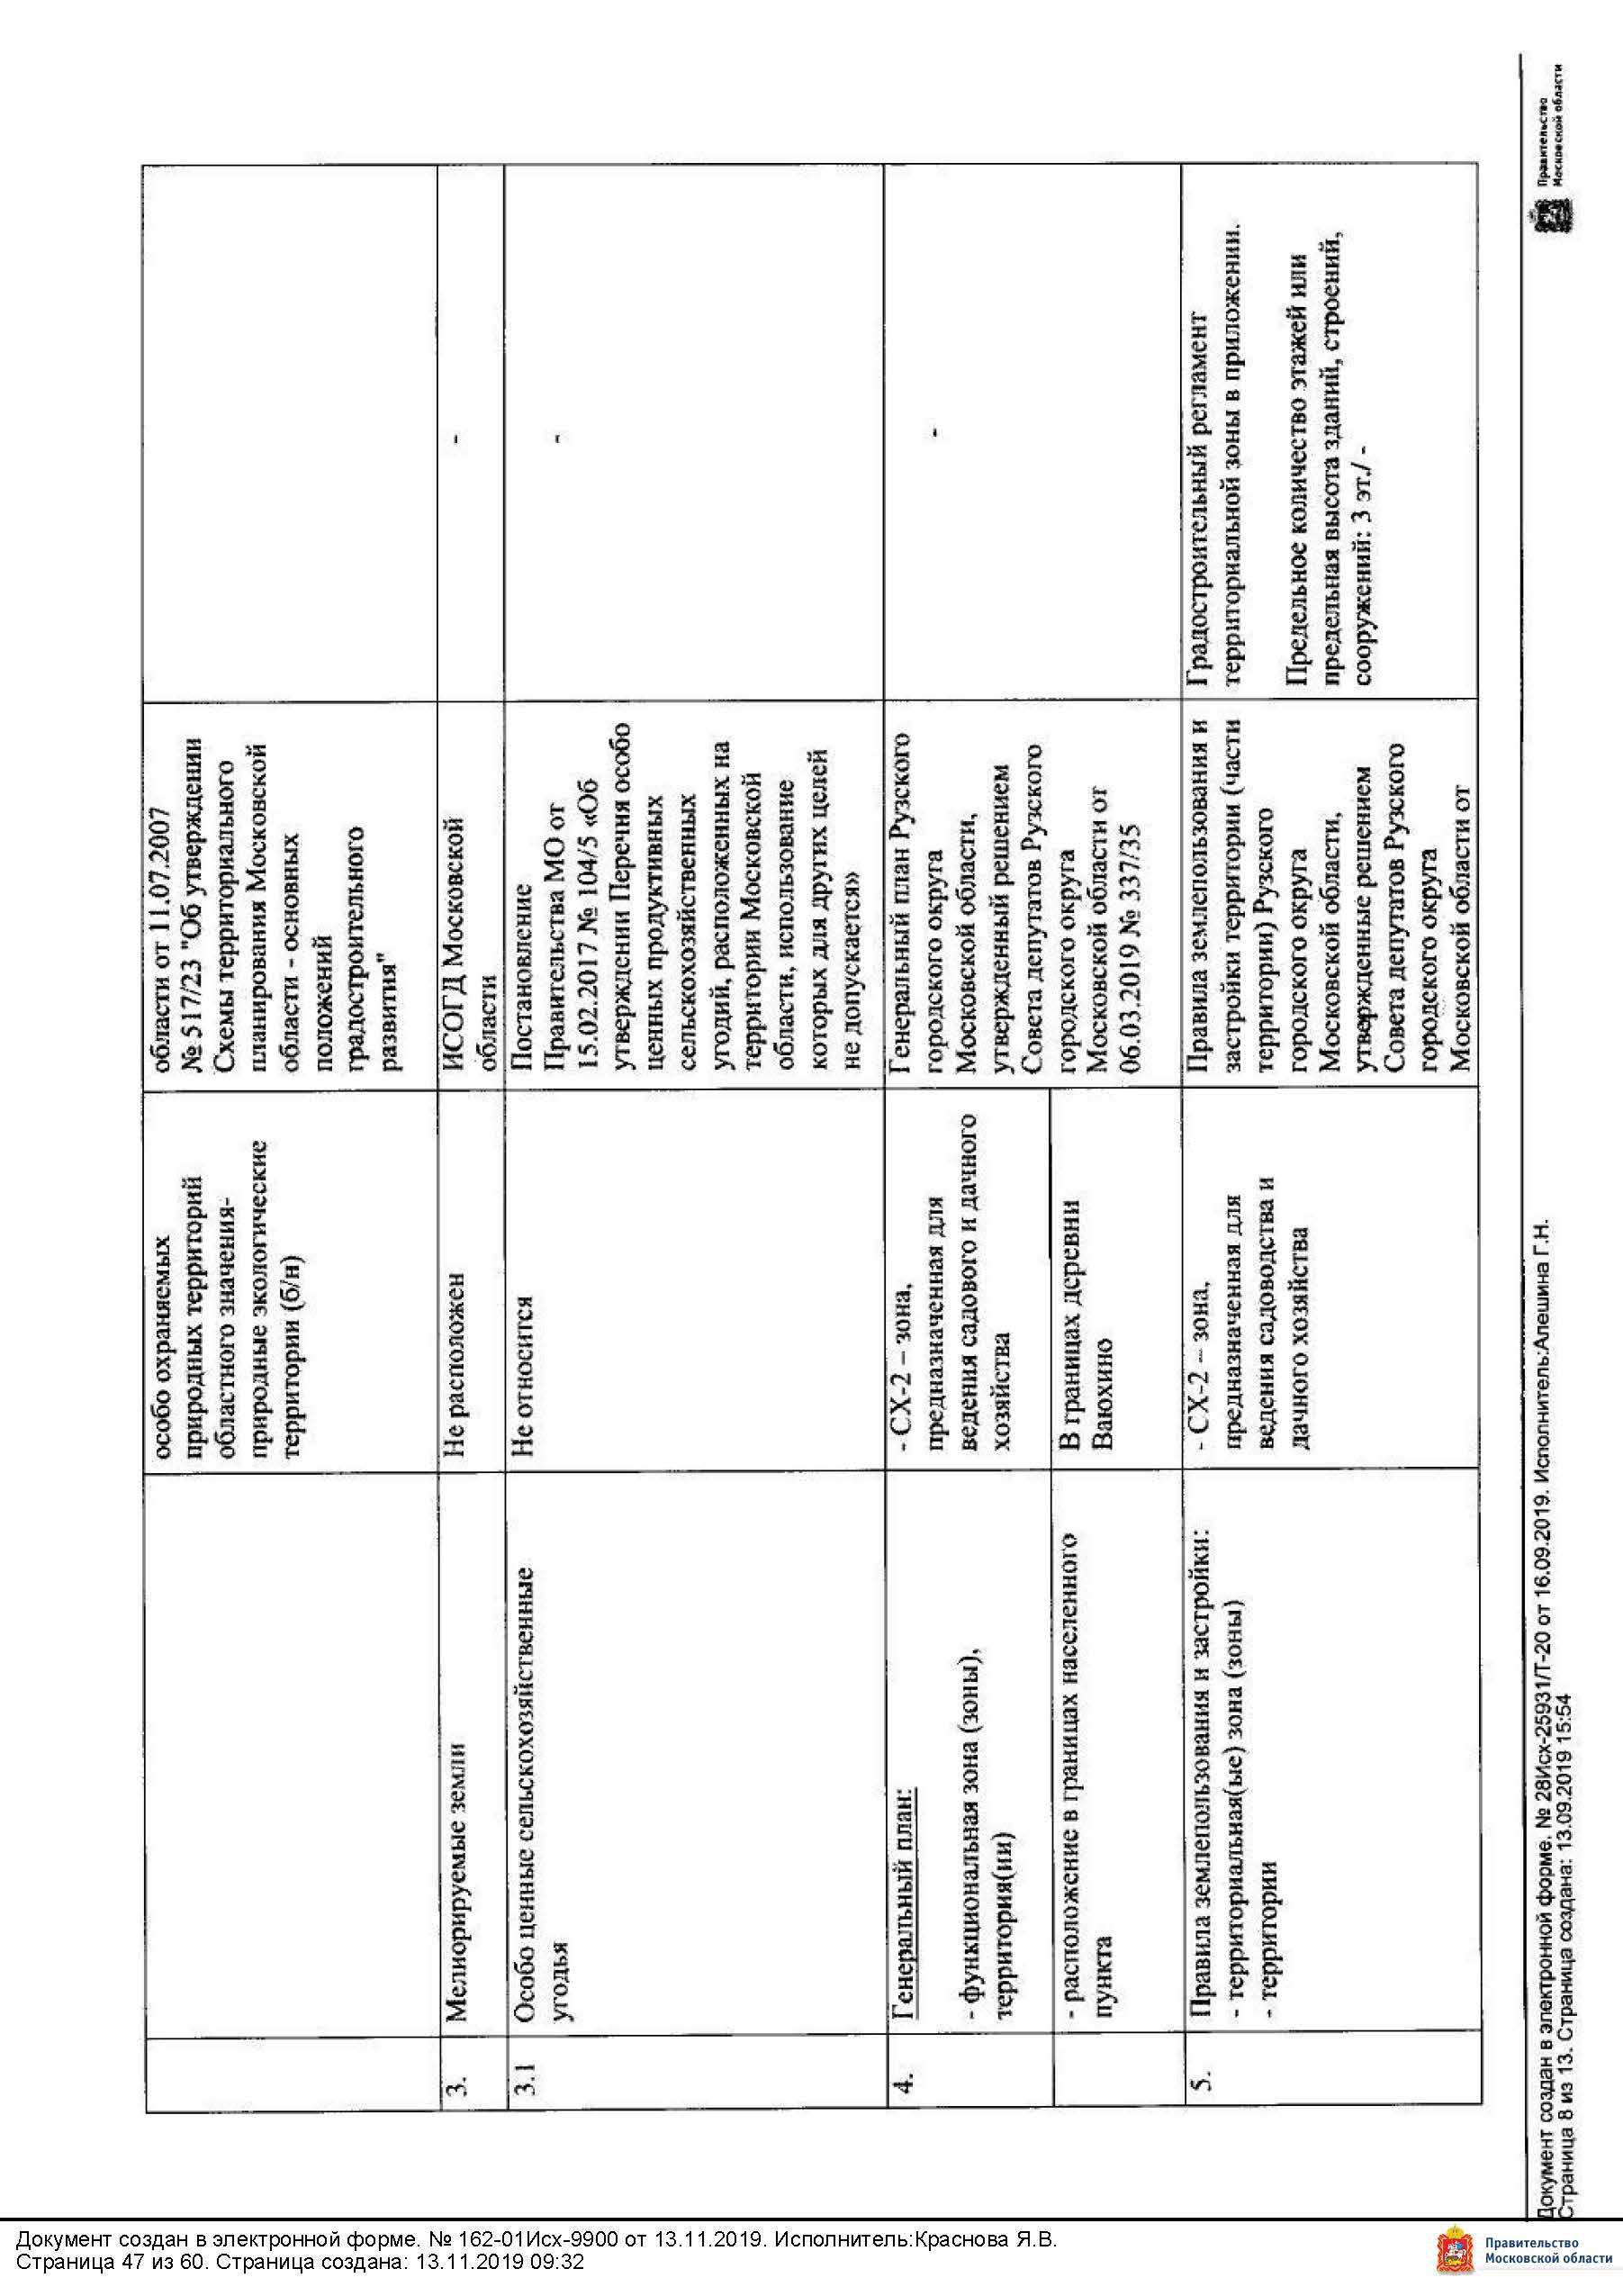 особо охраняемых
природных территорий
областного значения-
природные экологические
территории (б/н)
области от 11.07.2007
№ 517/23 "Об утверждении
Схемы территориального
планирования Московской
области - основных
положений
градостроительного
развития"
3.
Мелиорируемые земли
Не расположен
ИСОГД Московской
области
-
3.1
Особо ценные сельскохозяйственные
угодья
Не относится
Постановление
Правительства МО от
15.02.2017 № 104/5 «Об
утверждении Перечня особо
ценных продуктивных
сельскохозяйственных
угодий, расположенных на
территории Московской
области, использование
которых для других целей
не допускается»
-
4.
Генеральный план:
- функциональная зона (зоны),
территория(ии)
- СХ-2 – зона,
предназначенная для
ведения садового и дачного
хозяйства
Генеральный план Рузского
городского округа
Московской области,
утвержденный решением
Совета депутатов Рузского
городского округа
Московской области от
06.03.2019 № 337/35
-
- расположение в границах населенного
пункта
В границах деревни
Ваюхино
5.
Правила землепользования и застройки:
- территориальная(ые) зона (зоны)
- территории
- СХ-2 – зона,
предназначенная для
ведения садоводства и
дачного хозяйства
Правила землепользования и
застройки территории (части
территории) Рузского
городского округа
Московской области,
утвержденные решением
Совета депутатов Рузского
городского округа
Московской области от
Градостроительный регламент
территориальной зоны в приложении.
Предельное количество этажей или
предельная высота зданий, строений,
сооружений: 3 эт./ -
Документ создан в электронной форме. № 28Исх-25931/Т-20 от 16.09.2019. Исполнитель:Алешина Г.Н.
Страница 8 из 13. Страница создана: 13.09.2019 15:54
Правительство
Московской области
Документ создан в электронной форме. № 162-01Исх-9900 от 13.11.2019. Исполнитель:Краснова Я.В.
Страница 47 из 60. Страница создана: 13.11.2019 09:32
Правительство
Московской области